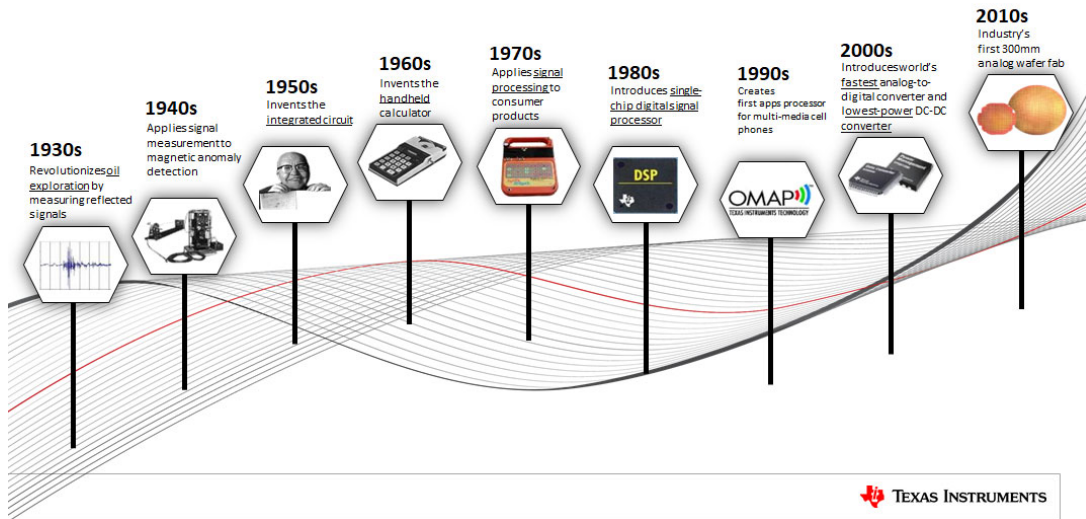 1930s
Revolutionizes oil
exploration by
measuring reflected
signals
1940s
Applies signal
measurement to
magnetic anomaly
detection
1950s
Invents the
integrated circuit
1960s
Invents the
handheld
calculator
1970s
Applies signal
processing to
consumer
products
1980s
Introduces single-
chip digital signal
processor
DSP
1990s
Creates
first apps processor
for multi-media cell
phones
OMAP™
TEXAS INSTRUMENTS TECHNOLOGY
2000s
Introducesworld's
fastest analog-to-
digital converter and
lowest-power DC-DC
converter
2010s
Industry's
first 300mm
analog wafer fab
TEXAS INSTRUMENTS